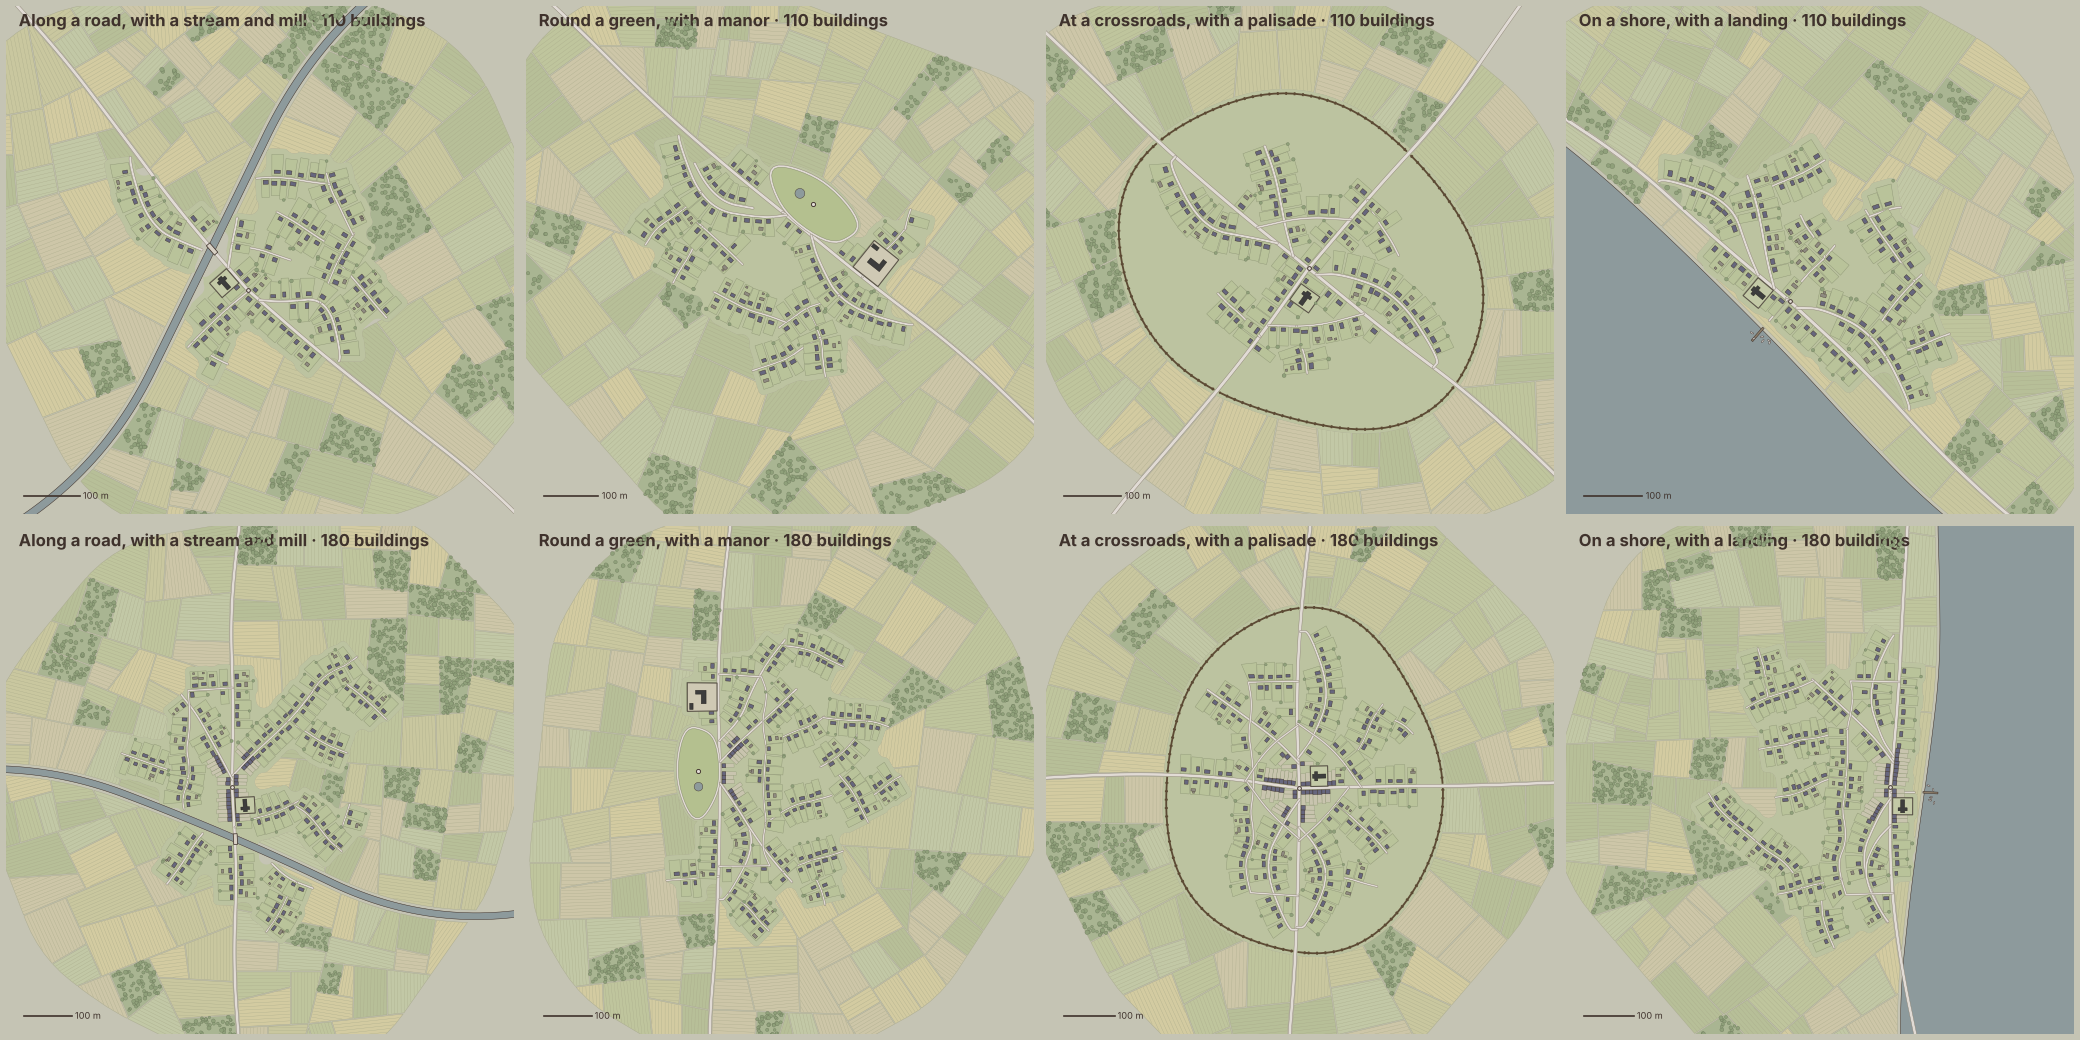 Along a road, with a stream and mill · 110 buildings
Round a green, with a manor · 110 buildings
At a crossroads, with a palisade · 110 buildings
On a shore, with a landing · 110 buildings
100 m
100 m
100 m
100 m
Along a road, with a stream and mill · 180 buildings
Round a green, with a manor · 180 buildings
At a crossroads, with a palisade · 180 buildings
On a shore, with a landing · 180 buildings
100 m
100 m
100 m
100 m